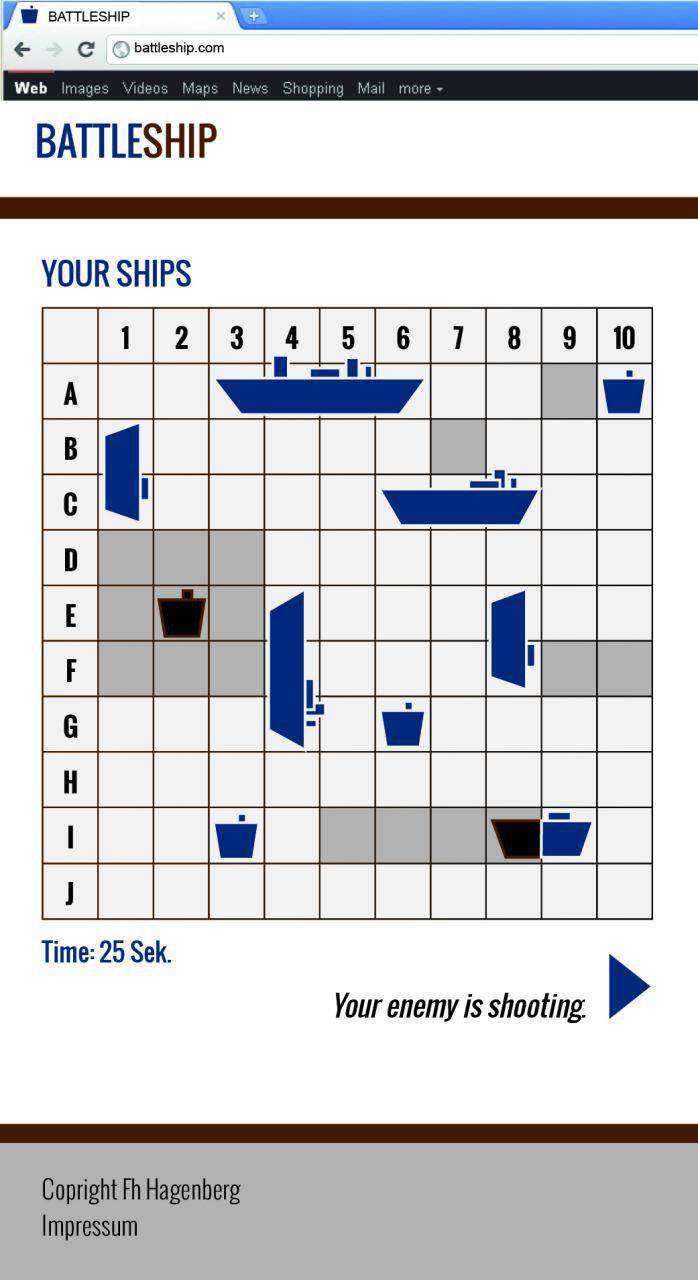 BATTLESHIP
battleship.com
Web Images Videos Maps News Shopping Mail more
BATTLESHIP
YOUR SHIPS
1 2 3 4 5 6 7 8 9 10
A
B
C
D
E
F
G
H
I
J
Time: 25 Sek.
Your enemy is shooting.
Copright Fh Hagenberg
Impressum